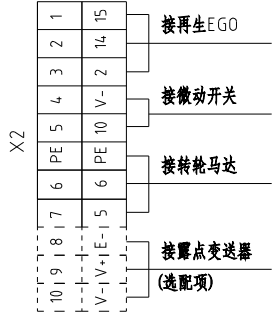 X2
1 15 接再生EGO
2 14
3 2
4 V- 接微动开关
5 10
PE PE 接转轮马达
6 6
7 5
8 E- 接露点变送器
9 V+ (选配项)
10 V-